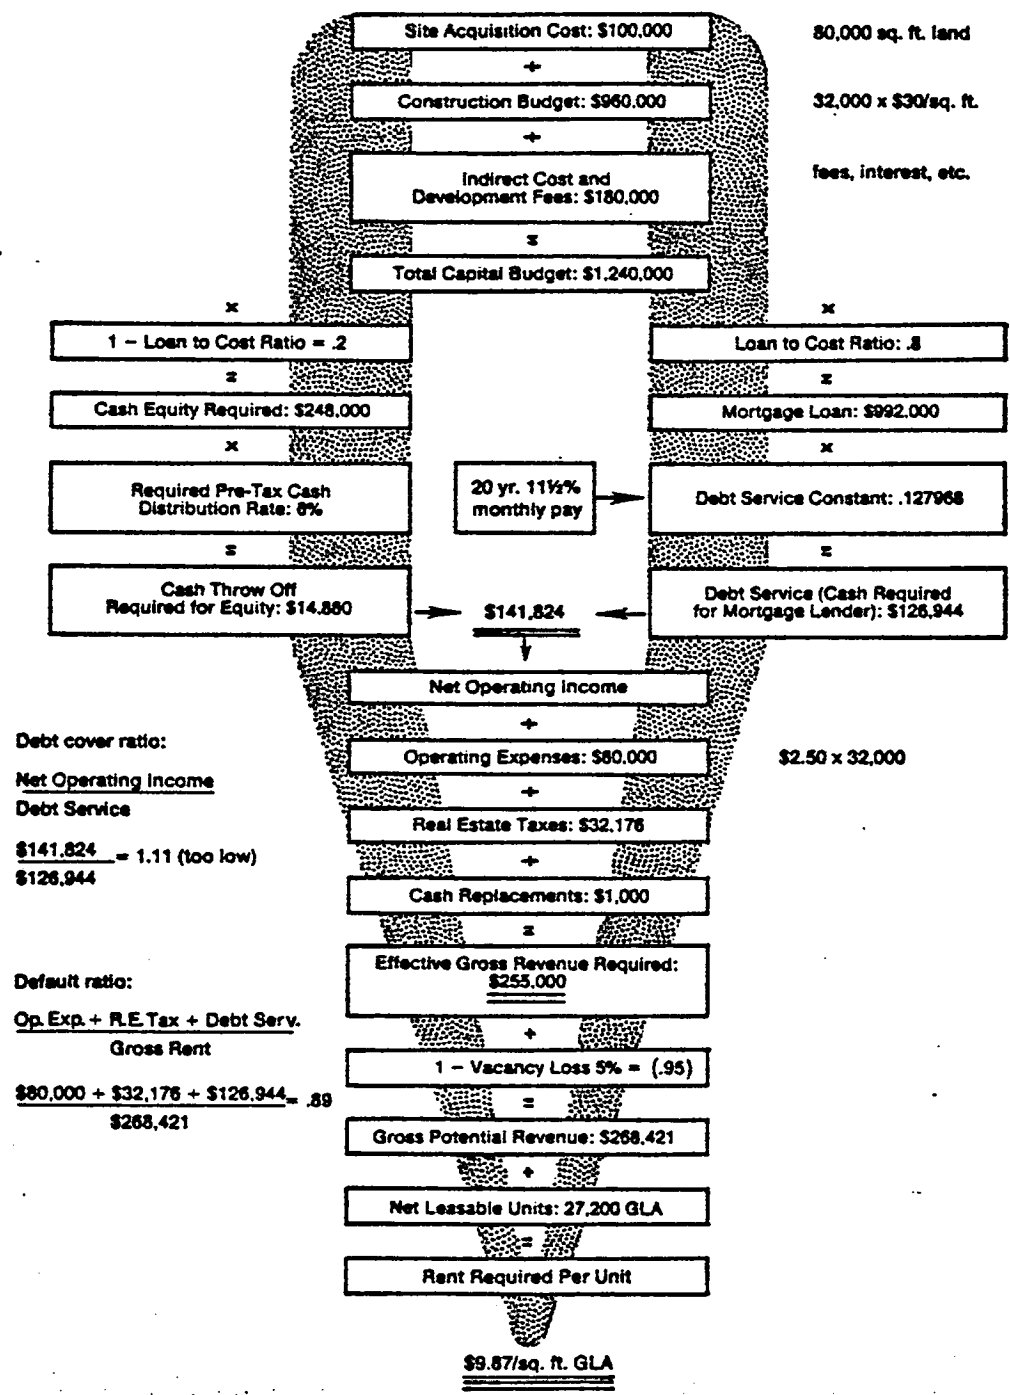 Site Acquisition Cost: $100,000
80,000 sq. ft. land
+
Construction Budget: $960,000
32,000 x $30/sq. ft.
+
Indirect Cost and
Development Fees: $180,000
fees, interest, etc.
=
Total Capital Budget: $1,240,000
x
x
1 – Loan to Cost Ratio = .2
Loan to Cost Ratio: .8
=
=
Cash Equity Required: $248,000
Mortgage Loan: $992,000
x
x
Required Pre-Tax Cash
Distribution Rate: 6%
20 yr. 11½%
monthly pay
Debt Service Constant: .127968
=
=
Cash Throw Off
Required for Equity: $14,880
$141,824
Debt Service (Cash Required
for Mortgage Lender): $126,944
Net Operating Income
+
Operating Expenses: $80,000
$2.50 x 32,000
+
Real Estate Taxes: $32,176
+
Cash Replacements: $1,000
=
Effective Gross Revenue Required:
$255,000
÷
1 – Vacancy Loss 5% = (.95)
=
Gross Potential Revenue: $268,421
÷
Net Leasable Units: 27,200 GLA
=
Rent Required Per Unit
$9.87/sq. ft. GLA
Debt cover ratio:
Net Operating Income
Debt Service
$141,824 = 1.11 (too low)
$126,944
Default ratio:
Op. Exp. + R.E. Tax + Debt Serv.
Gross Rent
$80,000 + $32,176 + $126,944 = .89
$268,421